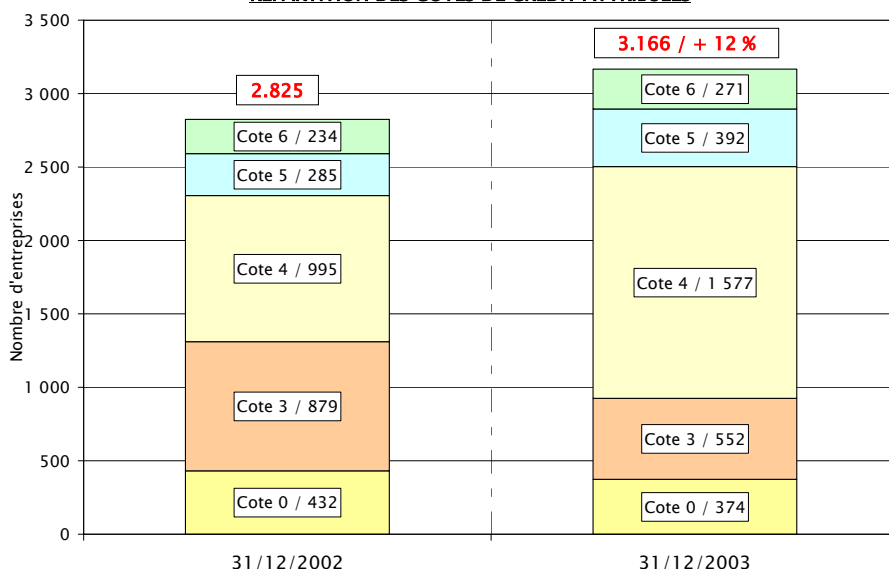 3 500
3 000
2 500
2 000
1 500
1 000
500
0
Nombre d'entreprises
2.825
Cote 6 / 234
Cote 5 / 285
Cote 4 / 995
Cote 3 / 879
Cote 0 / 432
3.166 / + 12 %
Cote 6 / 271
Cote 5 / 392
Cote 4 / 1 577
Cote 3 / 552
Cote 0 / 374
31/12/2002
31/12/2003